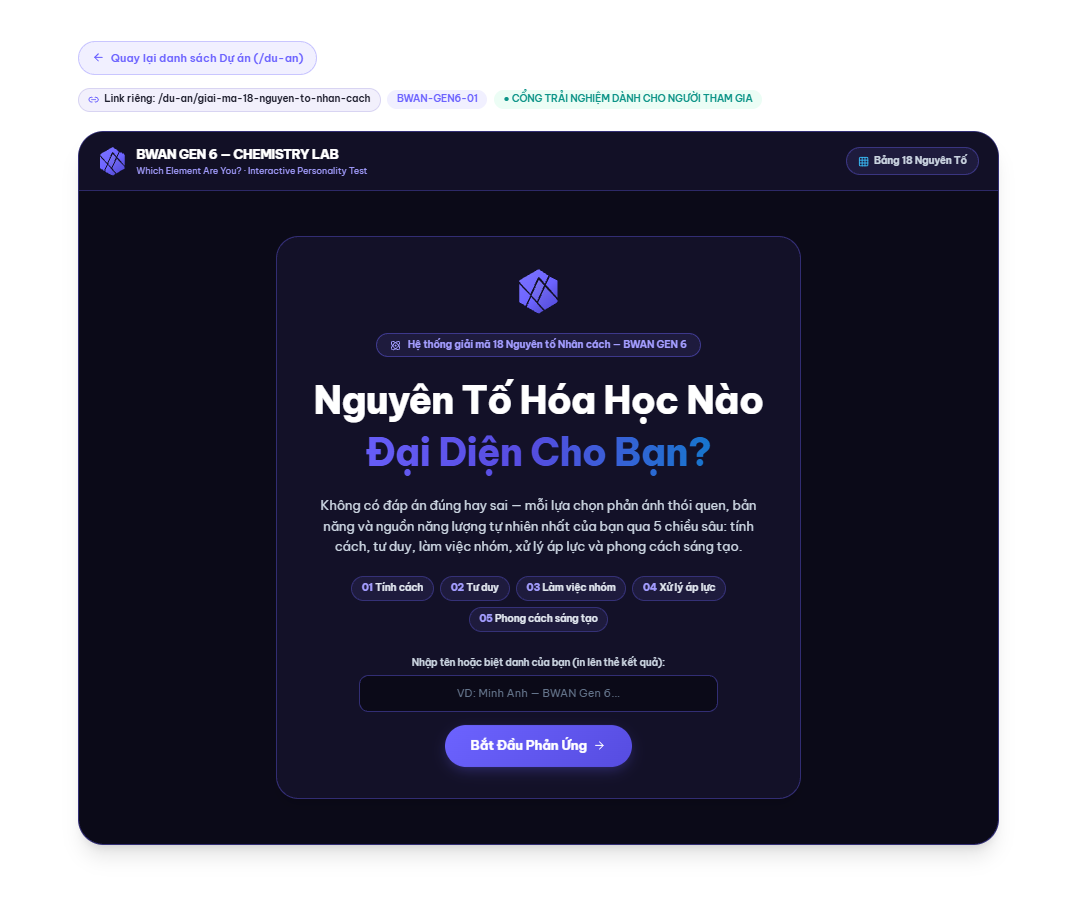 ← Quay lại danh sách Dự án (/du-an)
Link riêng: /du-an/giai-ma-18-nguyen-to-nhan-cach
BWAN-GEN6-01
• CỔNG TRẢI NGHIỆM DÀNH CHO NGƯỜI THAM GIA
BWAN GEN 6 — CHEMISTRY LAB
Which Element Are You? · Interactive Personality Test
Bảng 18 Nguyên Tố
Hệ thống giải mã 18 Nguyên tố Nhân cách — BWAN GEN 6
Nguyên Tố Hóa Học Nào
Đại Diện Cho Bạn?
Không có đáp án đúng hay sai — mỗi lựa chọn phản ánh thói quen, bản
năng và nguồn năng lượng tự nhiên nhất của bạn qua 5 chiều sâu: tính
cách, tư duy, làm việc nhóm, xử lý áp lực và phong cách sáng tạo.
01 Tính cách
02 Tư duy
03 Làm việc nhóm
04 Xử lý áp lực
05 Phong cách sáng tạo
Nhập tên hoặc biệt danh của bạn (in lên thẻ kết quả):
VD: Minh Anh — BWAN Gen 6...
Bắt Đầu Phản Ứng →